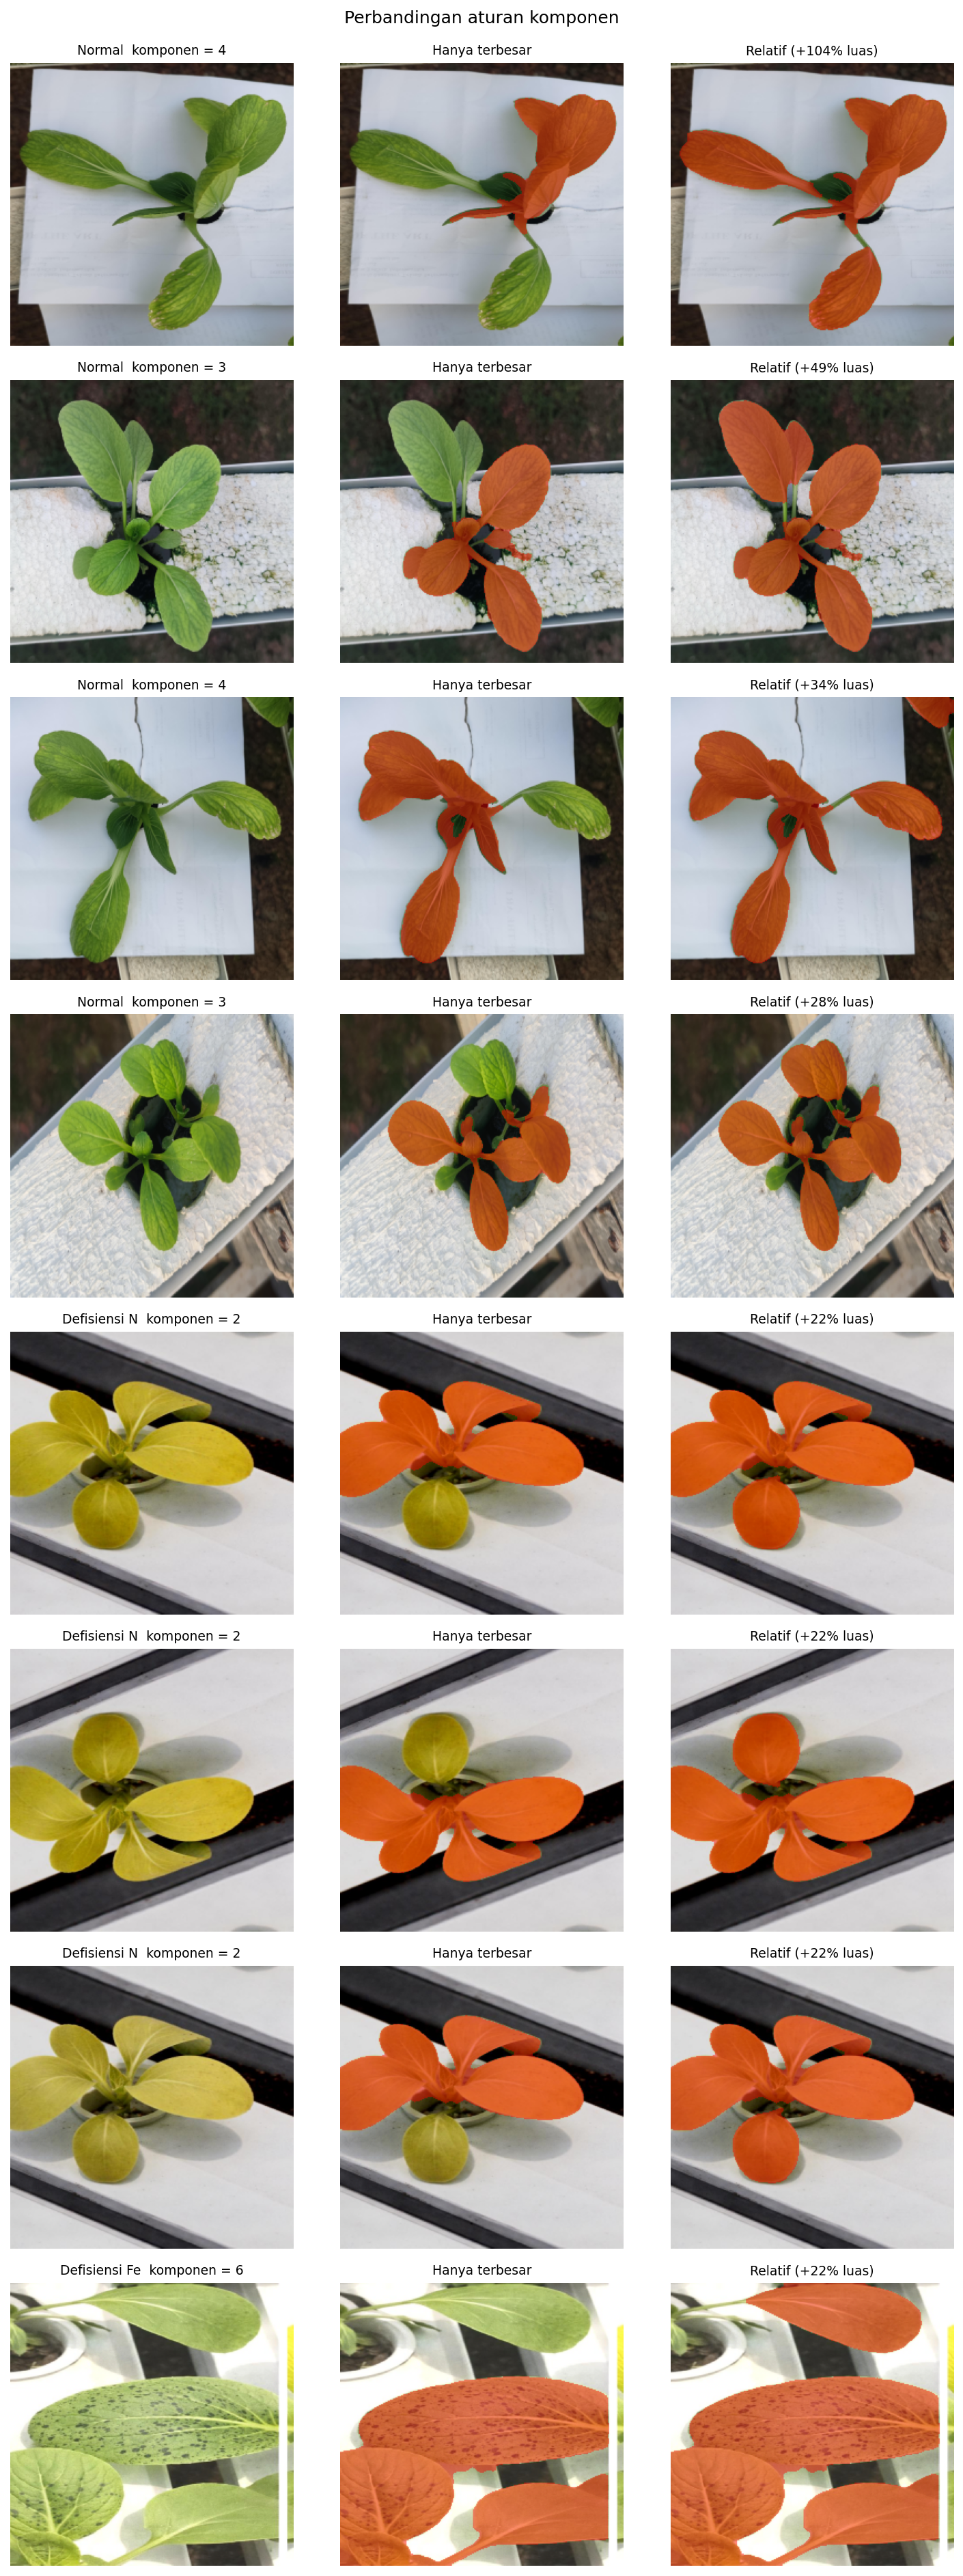 Perbandingan aturan komponen
Normal  komponen = 4
Hanya terbesar
Relatif (+104% luas)
Normal  komponen = 3
Hanya terbesar
Relatif (+49% luas)
Normal  komponen = 4
Hanya terbesar
Relatif (+34% luas)
Normal  komponen = 3
Hanya terbesar
Relatif (+28% luas)
Defisiensi N  komponen = 2
Hanya terbesar
Relatif (+22% luas)
Defisiensi N  komponen = 2
Hanya terbesar
Relatif (+22% luas)
Defisiensi N  komponen = 2
Hanya terbesar
Relatif (+22% luas)
Defisiensi Fe  komponen = 6
Hanya terbesar
Relatif (+22% luas)